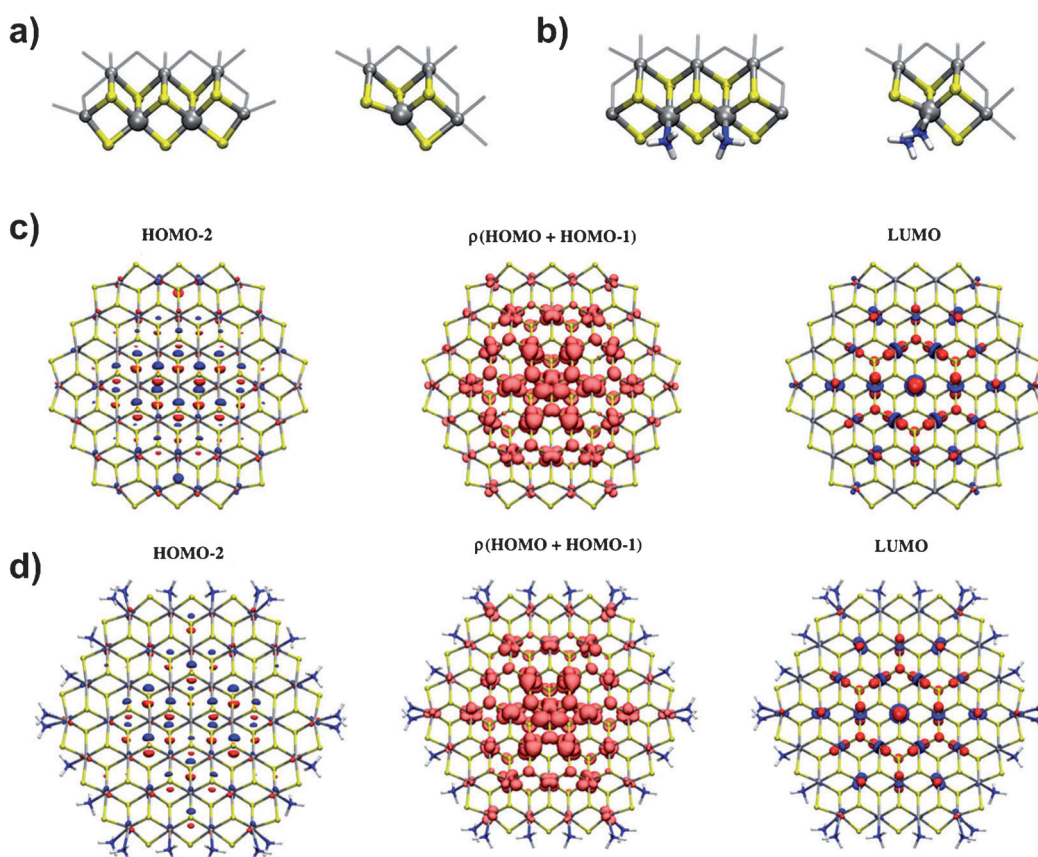 a)
b)
c)
HOMO-2
ρ(HOMO + HOMO-1)
LUMO
d)
HOMO-2
ρ(HOMO + HOMO-1)
LUMO